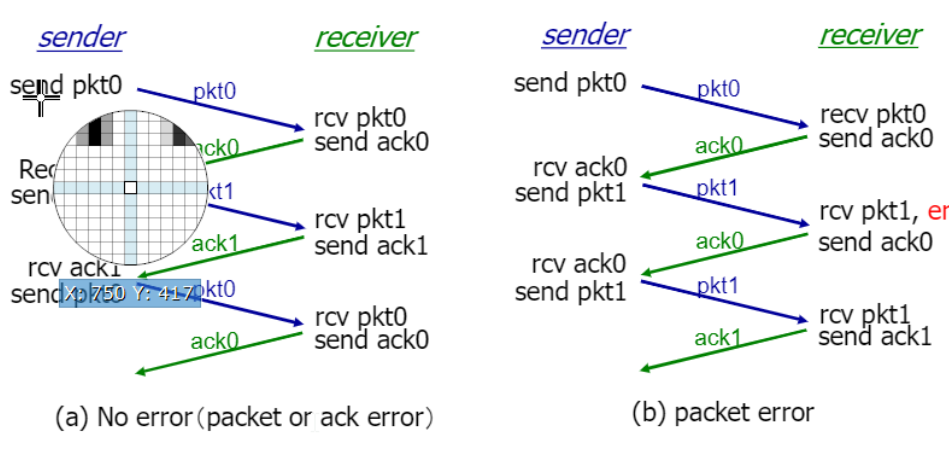 sender
receiver
send pkt0
pkt0
rcv pkt0
send ack0
ack0
pkt1
rcv pkt1
send ack1
ack1
rcv ack1
send pkt0
X: 750 Y: 417
pkt0
rcv pkt0
send ack0
ack0
(a) No error(packet or ack error)
sender
receiver
send pkt0
pkt0
recv pkt0
send ack0
ack0
rcv ack0
send pkt1
pkt1
rcv pkt1,
send ack0
ack0
rcv ack0
send pkt1
pkt1
rcv pkt1
send ack1
ack1
(b) packet error